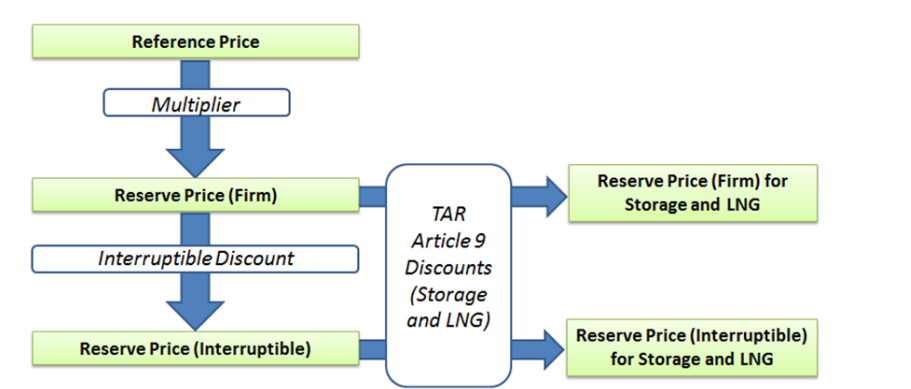 Reference Price
Multiplier
Reserve Price (Firm)
Interruptible Discount
Reserve Price (Interruptible)
TAR
Article 9
Discounts
(Storage
and LNG)
Reserve Price (Firm) for
Storage and LNG
Reserve Price (Interruptible)
for Storage and LNG